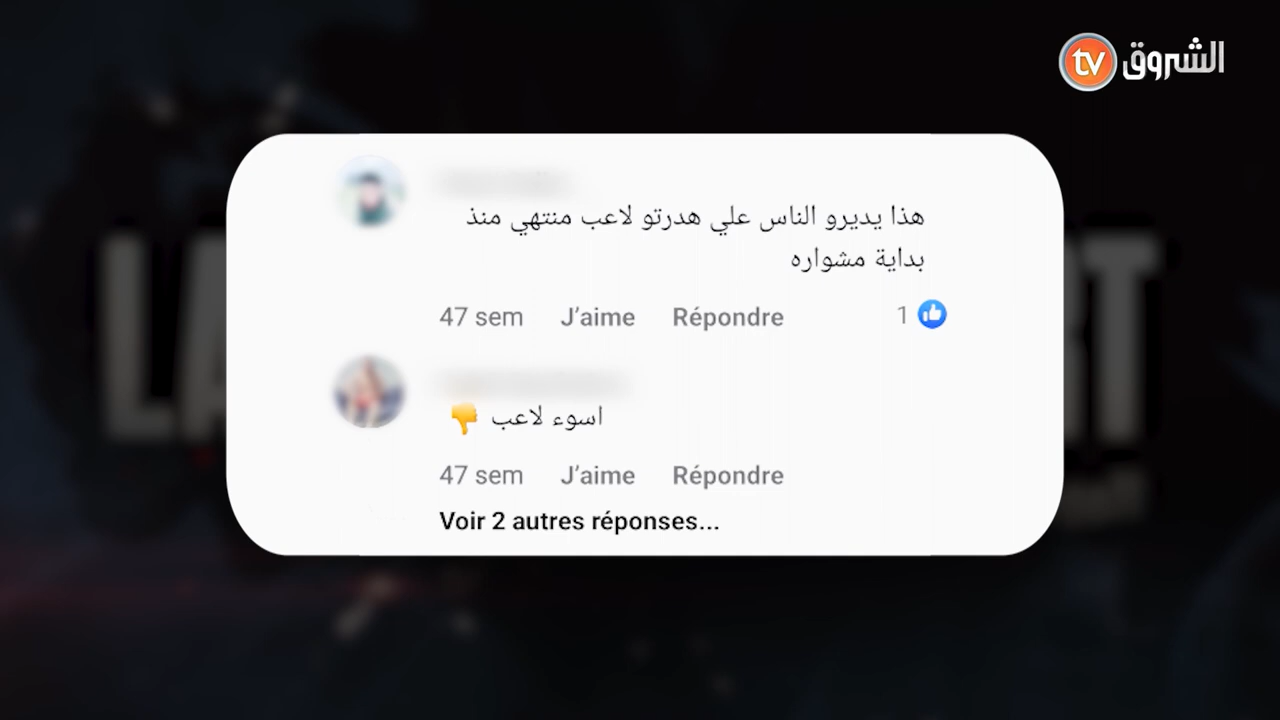 الشروق tv
هذا يديرو الناس علي هدرتو لاعب منتهي منذ
بداية مشواره
47 sem J'aime Répondre 1
اسوء لاعب 👎
47 sem J'aime Répondre
Voir 2 autres réponses...